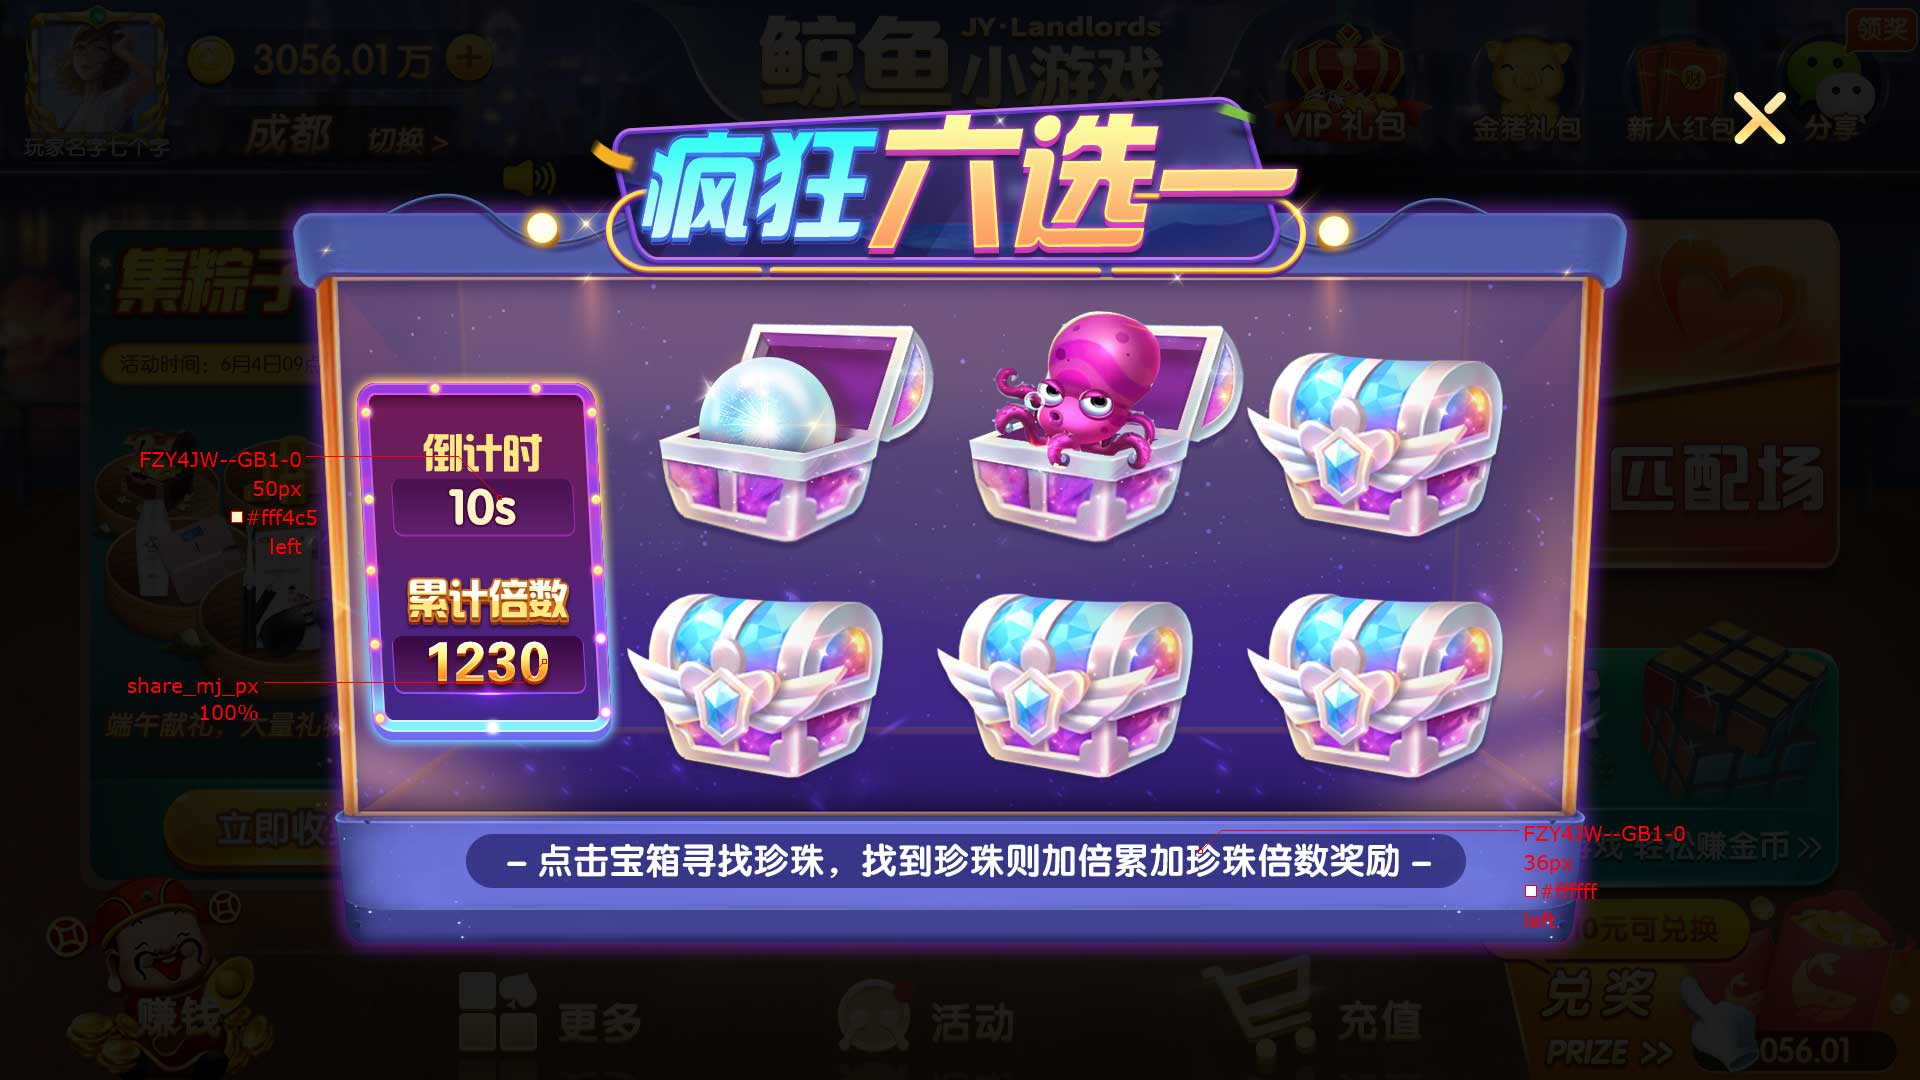 3056.01万
玩家名字七个字
成都 切换 >
鲸鱼小游戏
JY·Landlords
VIP 礼包
金猪礼包
新人红包
财
分享
领奖
疯狂六选一
集粽子
活动时间：6月4日09点
倒计时
10s
累计倍数
1230
FZY4JW--GB1-0
50px
#fff4c5
left
share_mj_px
100%
端午献礼，大量礼
立即收
匹配场
– 点击宝箱寻找珍珠，找到珍珠则加倍累加珍珠倍数奖励 –
FZY4JW--GB1-0
36px
#ffffff
left
戏 轻松赚金币 >>
0元可兑换
赚钱
更多
活动
充值
兑奖
PRIZE >>
056.01